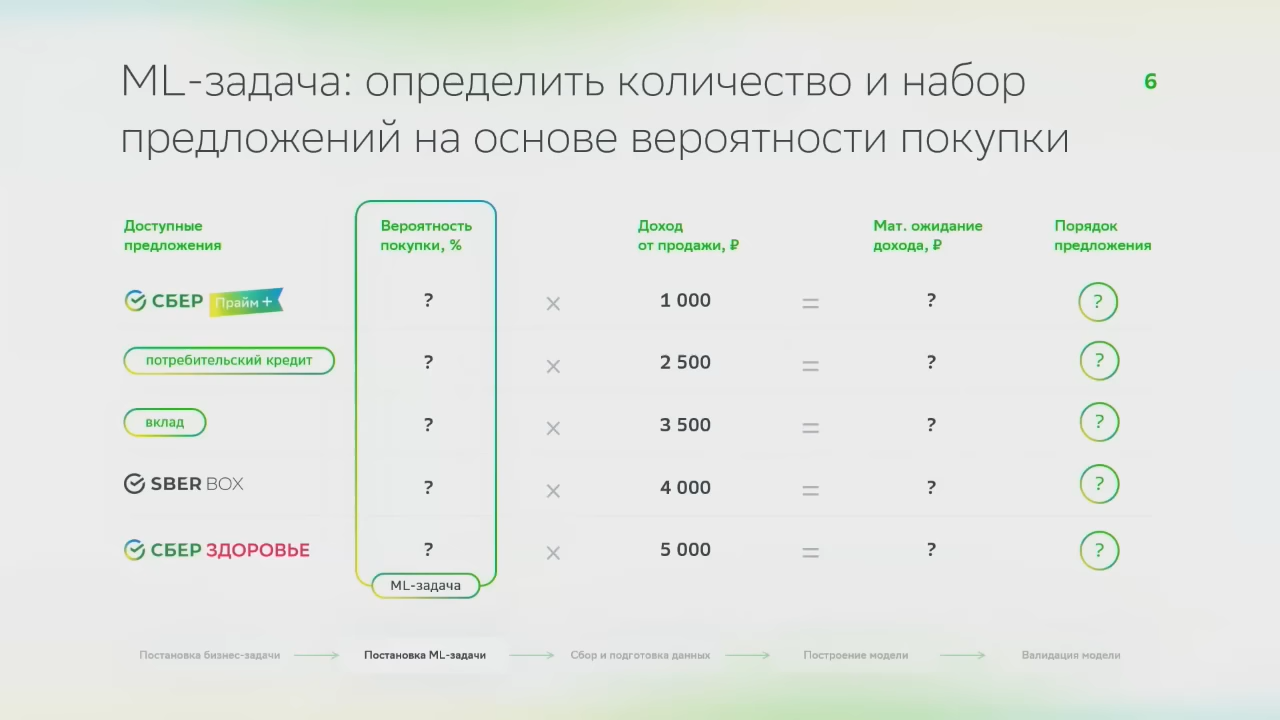 ML-задача: определить количество и набор
предложений на основе вероятности покупки
6
Доступные
предложения
Вероятность
покупки, %
Доход
от продажи, ₽
Мат. ожидание
дохода, ₽
Порядок
предложения
СБЕР Прайм+ ? × 1 000 = ? ?
потребительский кредит ? × 2 500 = ? ?
вклад ? × 3 500 = ? ?
SBER BOX ? × 4 000 = ? ?
СБЕР ЗДОРОВЬЕ ? × 5 000 = ? ?
ML-задача
Постановка бизнес-задачи Постановка ML-задачи Сбор и подготовка данных Построение модели Валидация модели